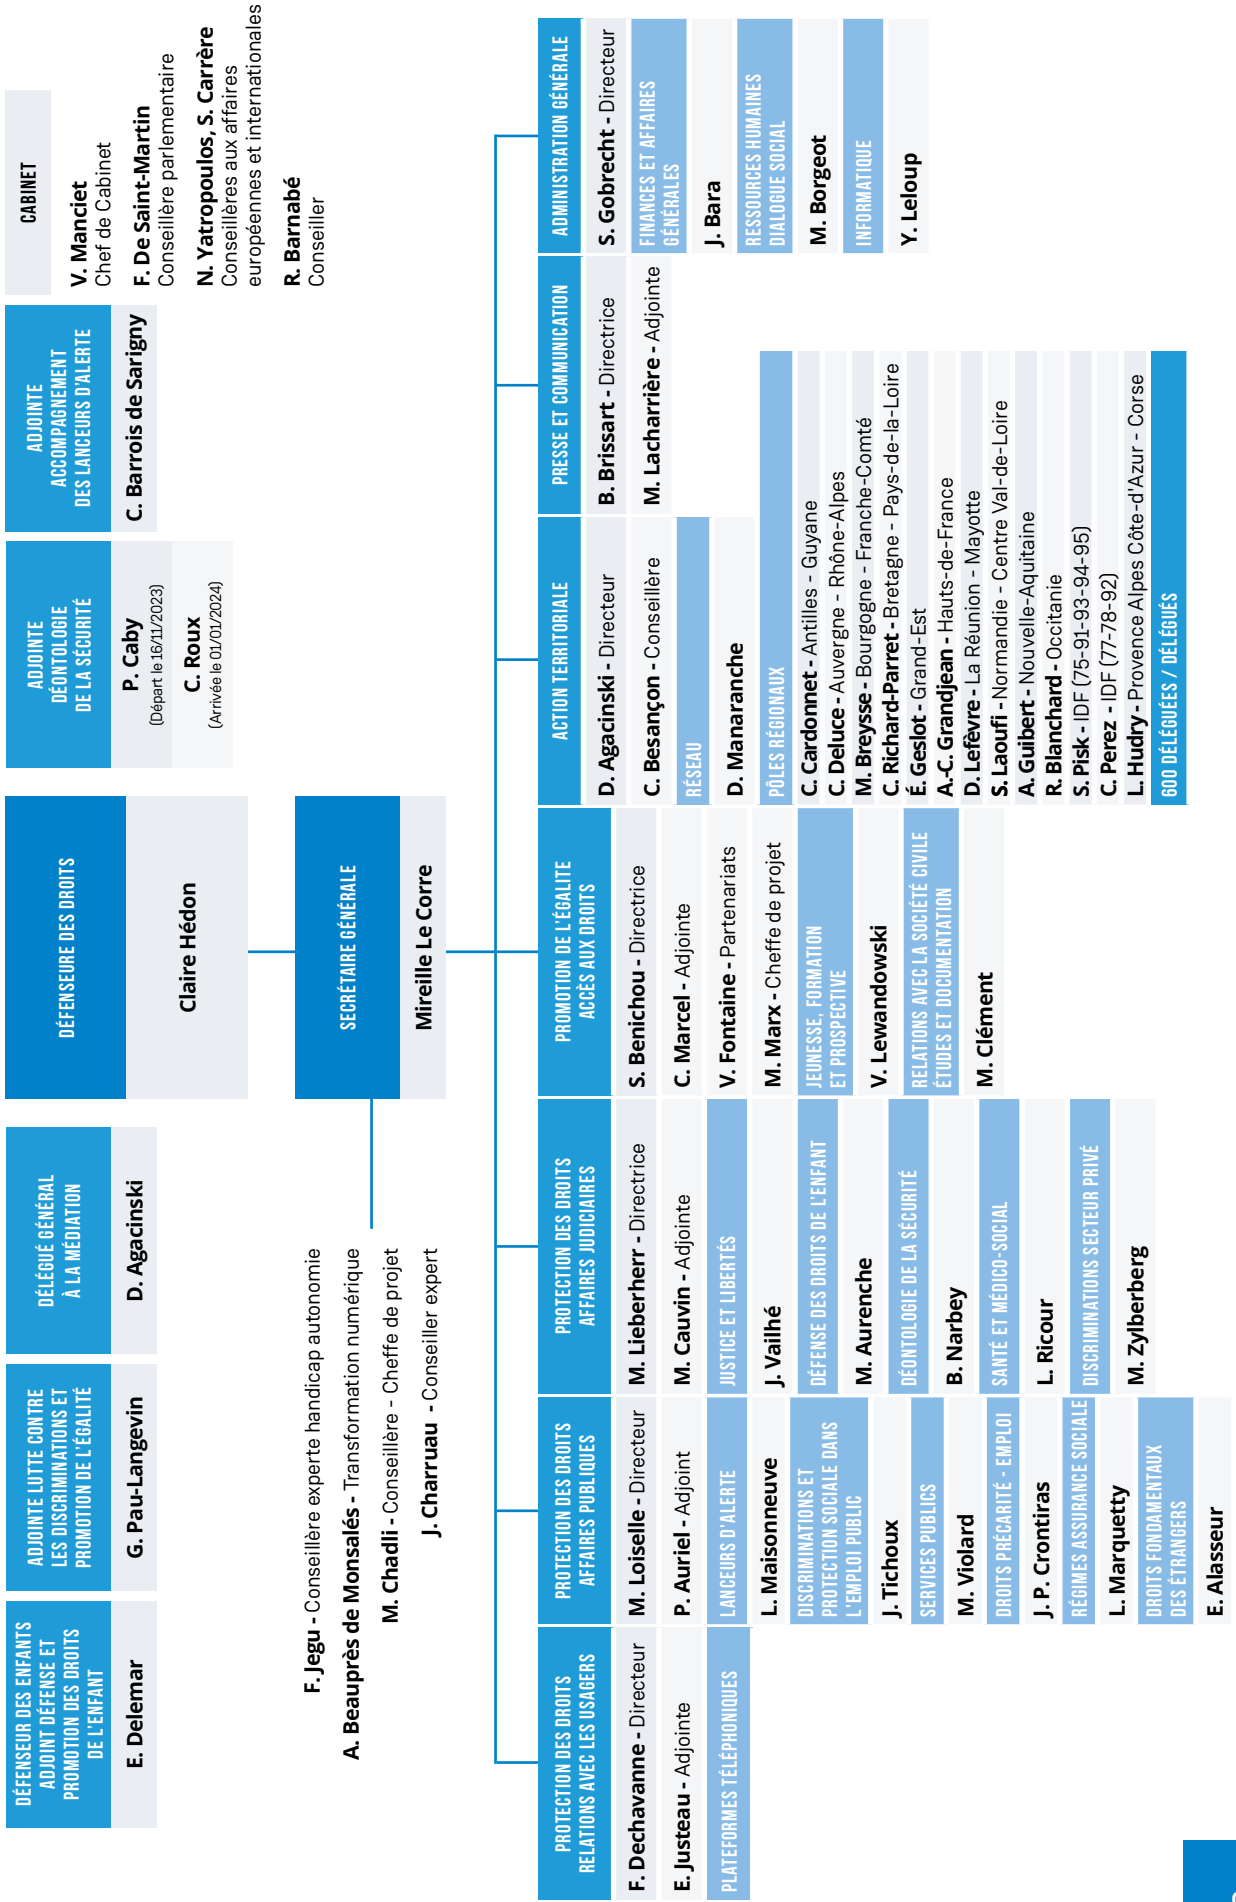 DÉFENSEUR DES ENFANTS
ADJOINT DÉFENSE ET
PROMOTION DES DROITS
DE L'ENFANT
E. Delemar
ADJOINTE LUTTE CONTRE
LES DISCRIMINATIONS ET
PROMOTION DE L'ÉGALITÉ
G. Pau-Langevin
DÉLÉGUÉ GÉNÉRAL
À LA MÉDIATION
D. Agacinski
DÉFENSEURE DES DROITS
Claire Hédon
ADJOINTE
DÉONTOLOGIE
DE LA SÉCURITÉ
P. Caby
(Départ le 16/11/2023)
C. Roux
(Arrivée le 01/01/2024)
ADJOINTE
ACCOMPAGNEMENT
DES LANCEURS D'ALERTE
C. Barrois de Sarigny
CABINET
V. Manciet
Chef de Cabinet
F. De Saint-Martin
Conseillère parlementaire
N. Yatropoulos, S. Carrère
Conseillères aux affaires
européennes et internationales
R. Barnabé
Conseiller
F. Jegu - Conseillère experte handicap autonomie
A. Beauprès de Monsalés - Transformation numérique
M. Chadli - Conseillère - Cheffe de projet
J. Charruau - Conseiller expert
SECRÉTAIRE GÉNÉRALE
Mireille Le Corre
PROTECTION DES DROITS
RELATIONS AVEC LES USAGERS
F. Dechavanne - Directeur
E. Justeau - Adjointe
PLATEFORMES TÉLÉPHONIQUES
PROTECTION DES DROITS
AFFAIRES PUBLIQUES
M. Loiselle - Directeur
P. Auriel - Adjoint
LANCEURS D'ALERTE
L. Maisonneuve
DISCRIMINATIONS ET
PROTECTION SOCIALE DANS
L'EMPLOI PUBLIC
J. Tichoux
SERVICES PUBLICS
M. Violard
DROITS PRÉCARITÉ - EMPLOI
J. P. Crontiras
RÉGIMES ASSURANCE SOCIALE
L. Marquetty
DROITS FONDAMENTAUX
DES ÉTRANGERS
E. Alasseur
PROTECTION DES DROITS
AFFAIRES JUDICIAIRES
M. Lieberherr - Directrice
M. Cauvin - Adjointe
JUSTICE ET LIBERTÉS
J. Vailhé
DÉFENSE DES DROITS DE L'ENFANT
M. Aurenche
DÉONTOLOGIE DE LA SÉCURITÉ
B. Narbey
SANTÉ ET MÉDICO-SOCIAL
L. Ricour
DISCRIMINATIONS SECTEUR PRIVÉ
M. Zylberberg
PROMOTION DE L'ÉGALITE
ACCÈS AUX DROITS
S. Benichou - Directrice
C. Marcel - Adjointe
V. Fontaine - Partenariats
M. Marx - Cheffe de projet
JEUNESSE, FORMATION
ET PROSPECTIVE
V. Lewandowski
RELATIONS AVEC LA SOCIÉTÉ CIVILE
ÉTUDES ET DOCUMENTATION
M. Clément
ACTION TERRITORIALE
D. Agacinski - Directeur
C. Besançon - Conseillère
RÉSEAU
D. Manaranche
PÔLES RÉGIONAUX
C. Cardonnet - Antilles - Guyane
C. Deluce - Auvergne - Rhône-Alpes
M. Breysse - Bourgogne - Franche-Comté
C. Richard-Parret - Bretagne - Pays-de-la-Loire
É. Geslot - Grand-Est
A.-C. Grandjean - Hauts-de-France
D. Lefèvre - La Réunion - Mayotte
S. Laoufi - Normandie - Centre Val-de-Loire
A. Guibert - Nouvelle-Aquitaine
R. Blanchard - Occitanie
S. Pisk - IDF (75-91-93-94-95)
C. Perez - IDF (77-78-92)
L. Hudry - Provence Alpes Côte-d'Azur - Corse
600 DÉLÉGUÉES / DÉLÉGUÉS
PRESSE ET COMMUNICATION
B. Brissart - Directrice
M. Lacharrière - Adjointe
ADMINISTRATION GÉNÉRALE
S. Gobrecht - Directeur
FINANCES ET AFFAIRES
GÉNÉRALES
J. Bara
RESSOURCES HUMAINES
DIALOGUE SOCIAL
M. Borgeot
INFORMATIQUE
Y. Leloup